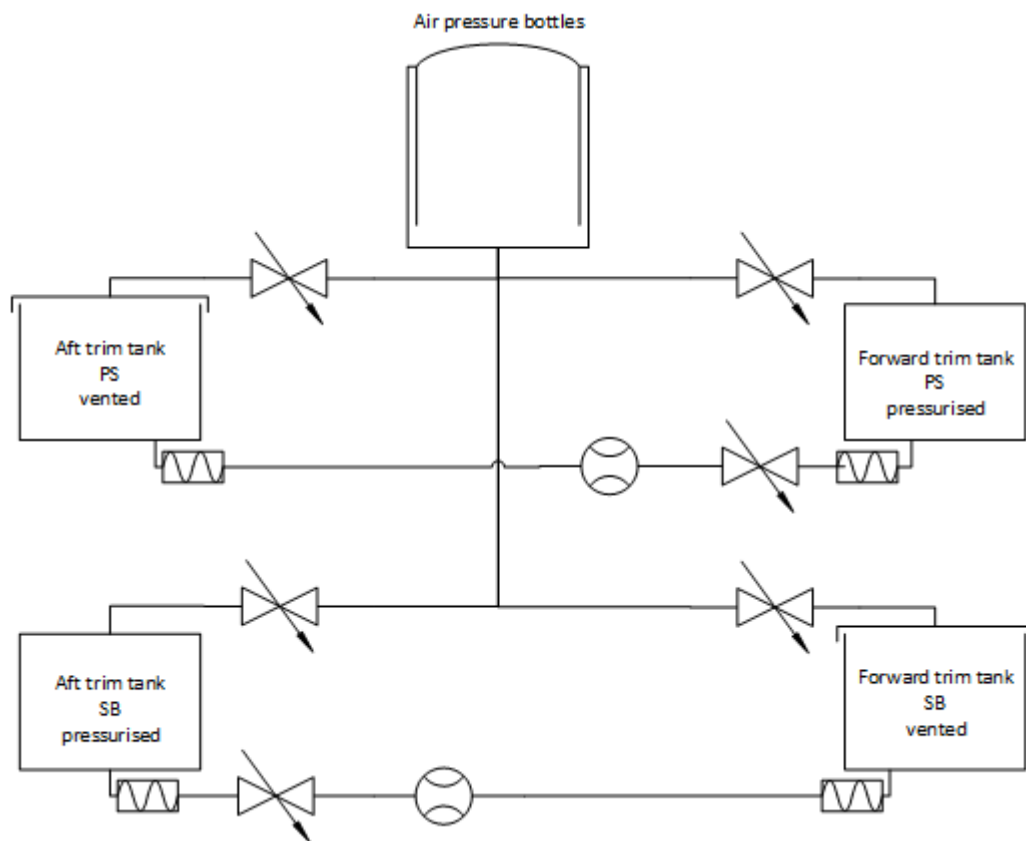 Air pressure bottles
Aft trim tank
PS
vented
Forward trim tank
PS
pressurised
Aft trim tank
SB
pressurised
Forward trim tank
SB
vented